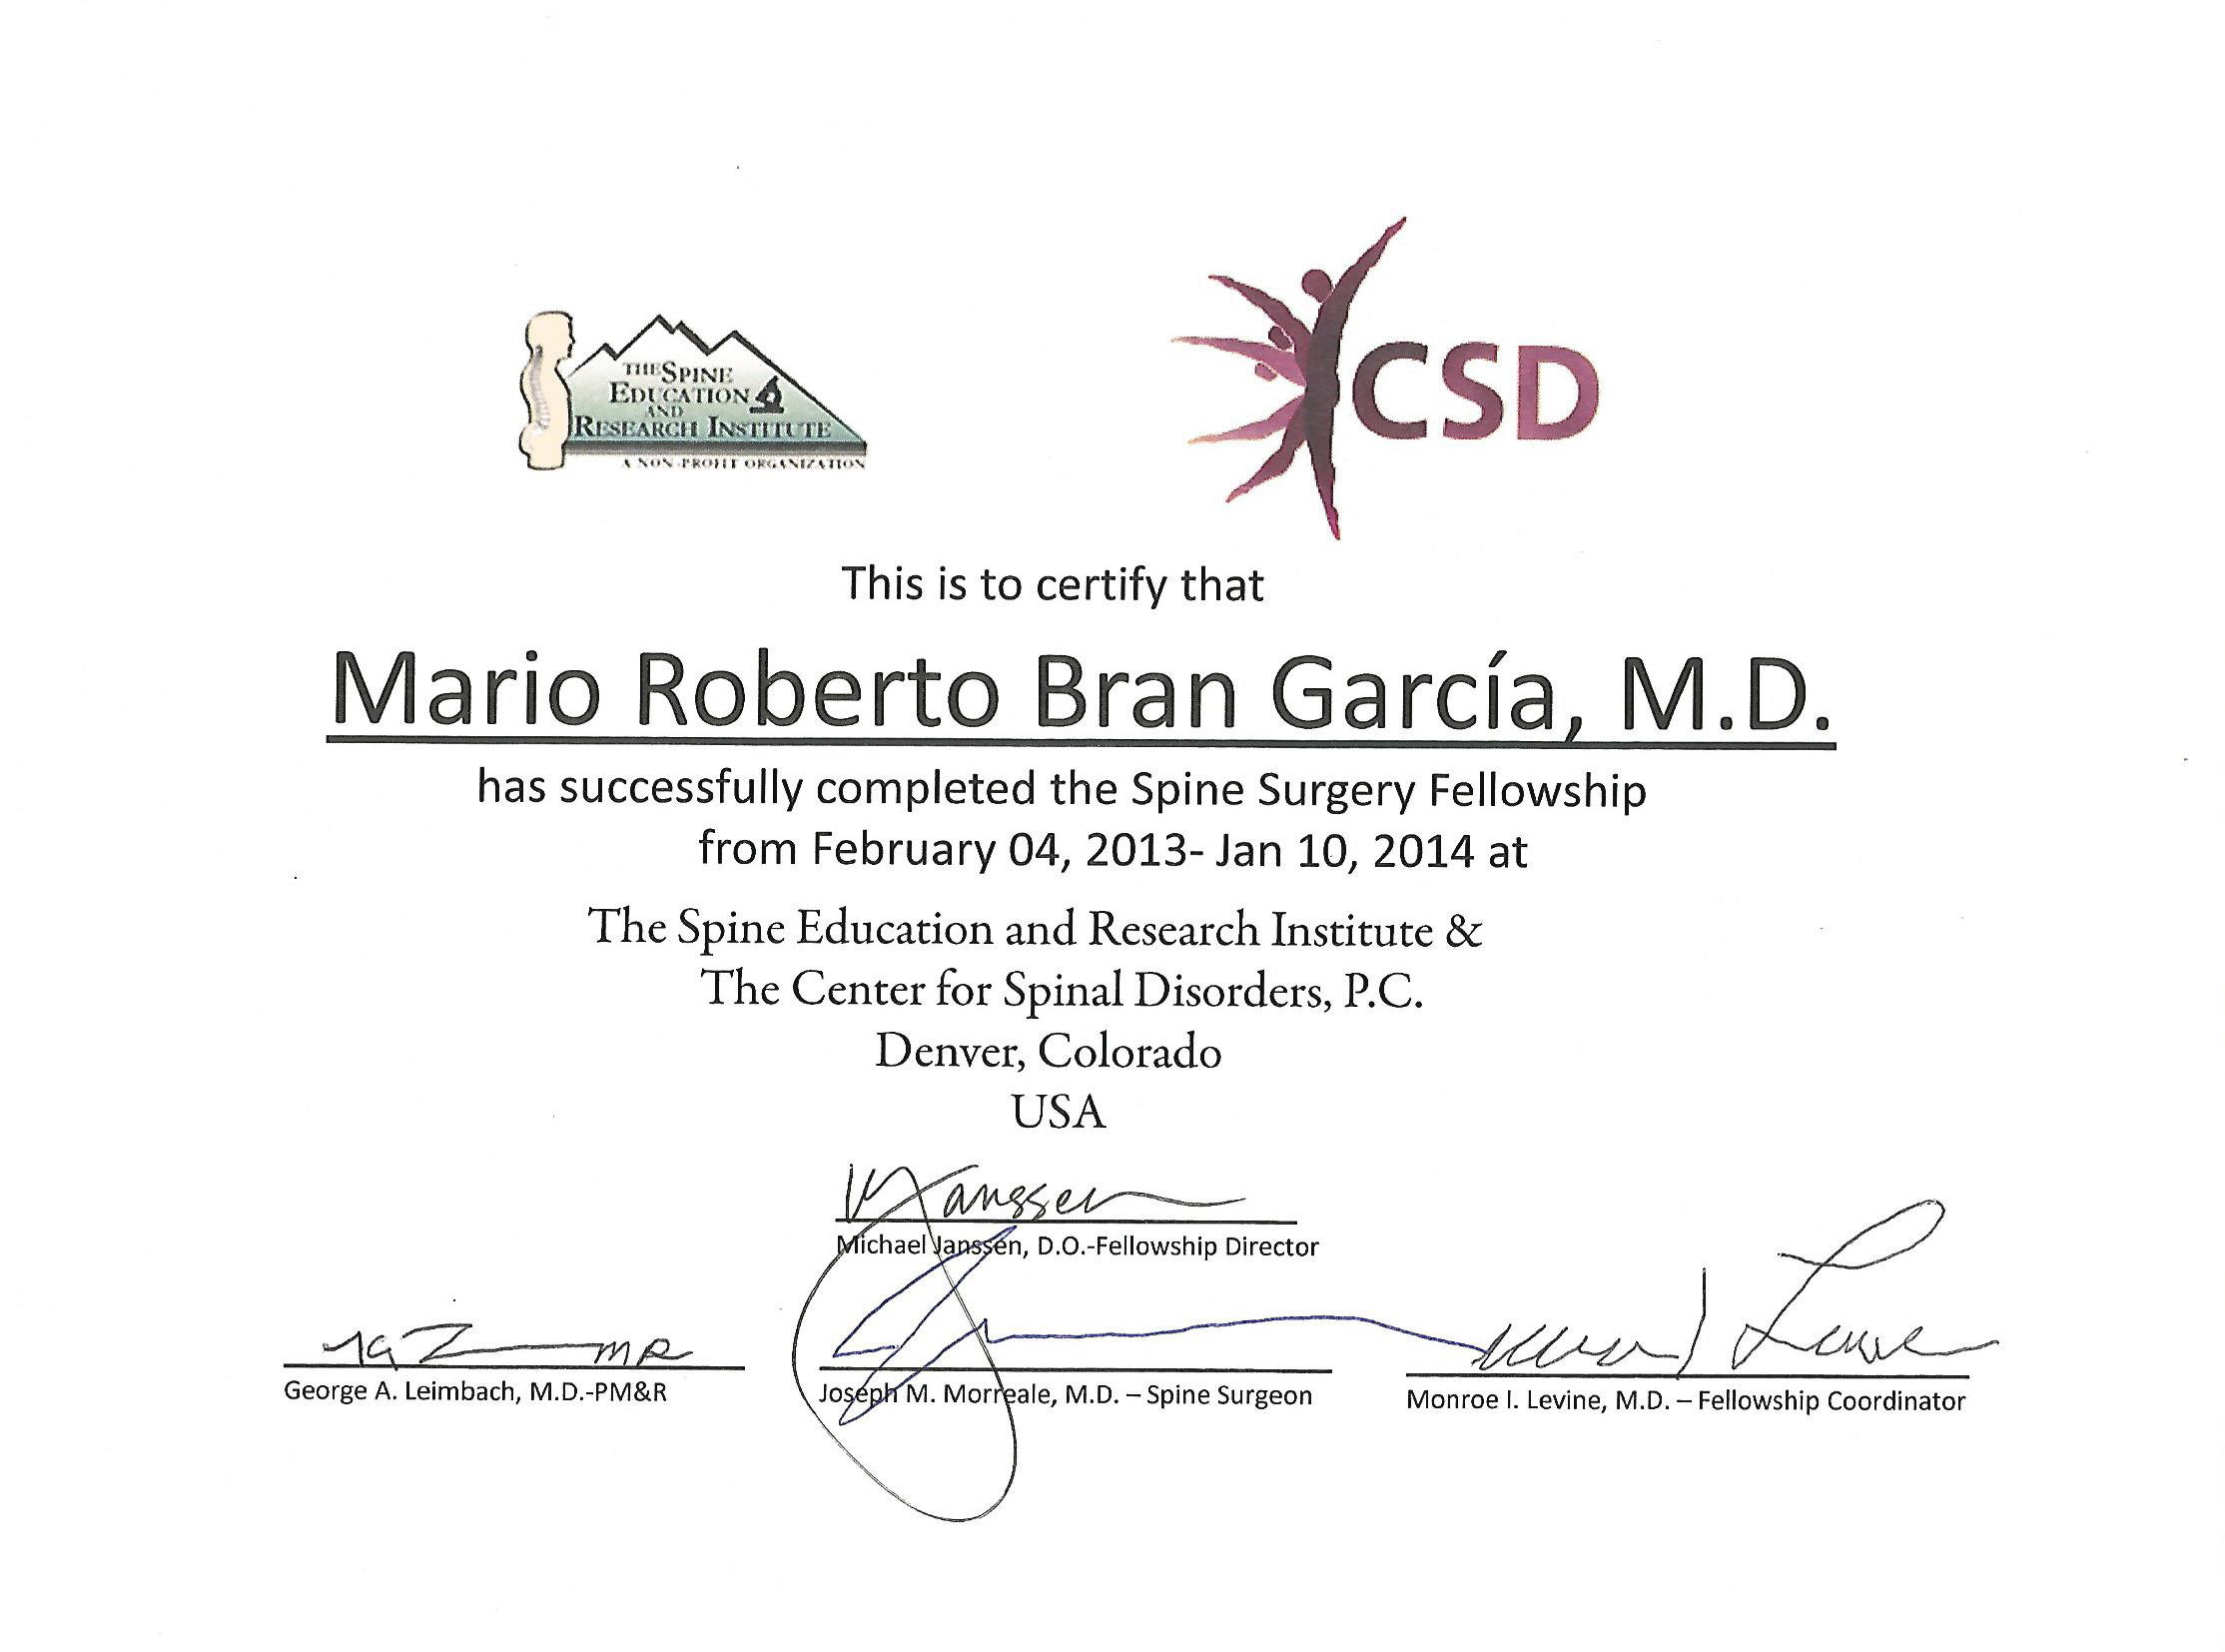 THE SPINE
EDUCATION
AND
RESEARCH INSTITUTE
A NON-PROFIT ORGANIZATION
CSD
This is to certify that
Mario Roberto Bran García, M.D.
has successfully completed the Spine Surgery Fellowship
from February 04, 2013- Jan 10, 2014 at
The Spine Education and Research Institute &
The Center for Spinal Disorders, P.C.
Denver, Colorado
USA
Janssen
Michael Janssen, D.O.-Fellowship Director
George A. Leimbach, M.D.-PM&R
Joseph M. Morreale, M.D. – Spine Surgeon
Monroe I. Levine, M.D. – Fellowship Coordinator